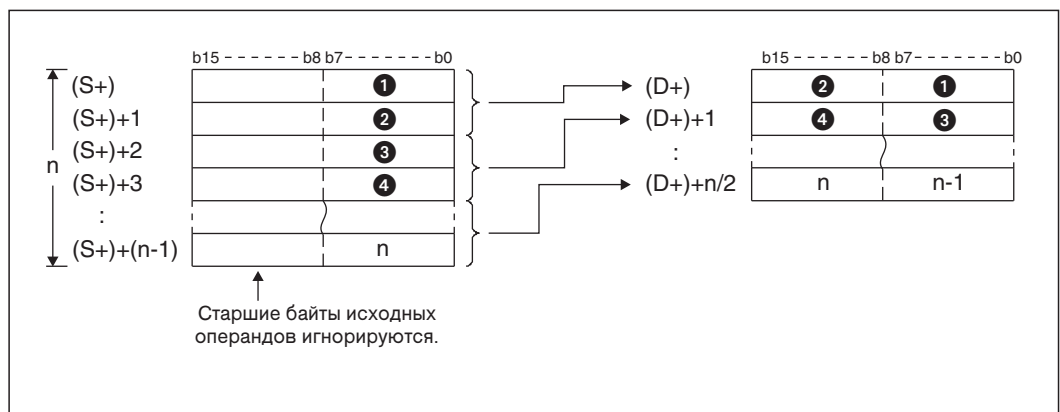 b15 - - - - - b8 b7- - - - - - b0
b15 - - - - - b8 b7- - - - - - b0
(S+) 1 (D+) 2 1
(S+)+1 2 (D+)+1 4 3
(S+)+2 3 :
n (S+)+3 4 (D+)+n/2 n n-1
:
(S+)+(n-1) n
Старшие байты исходных
операндов игнорируются.